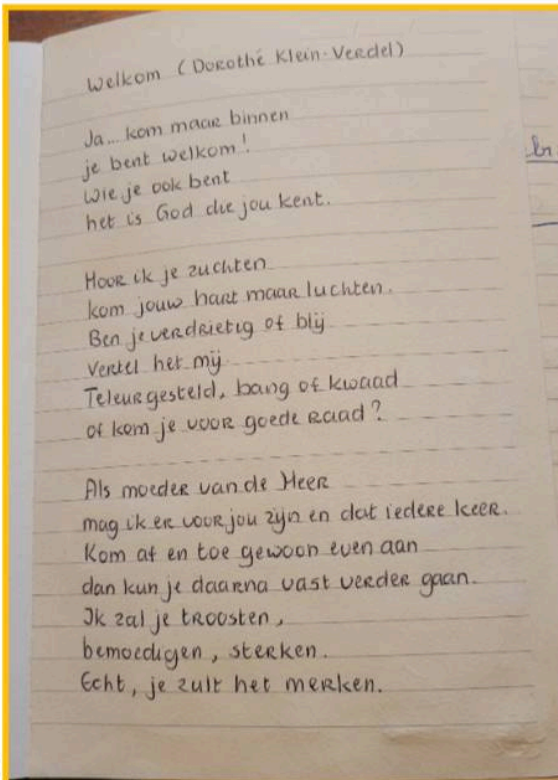 Welkom (Dorothé Klein-Verdel)
Ja... kom maar binnen
je bent welkom!
Wie je ook bent
het is God die jou kent.
Hoor ik je zuchten
kom jouw hart maar luchten.
Ben je verdrietig of blij
Vertel het mij.
Teleurgesteld, bang of kwaad
of kom je voor goede raad?
Als moeder van de Heer
mag ik er voor jou zijn en dat iedere keer.
Kom af en toe gewoon even aan
dan kun je daarna vast verder gaan.
Ik zal je troosten,
bemoedigen, sterken.
Echt, je zult het merken.